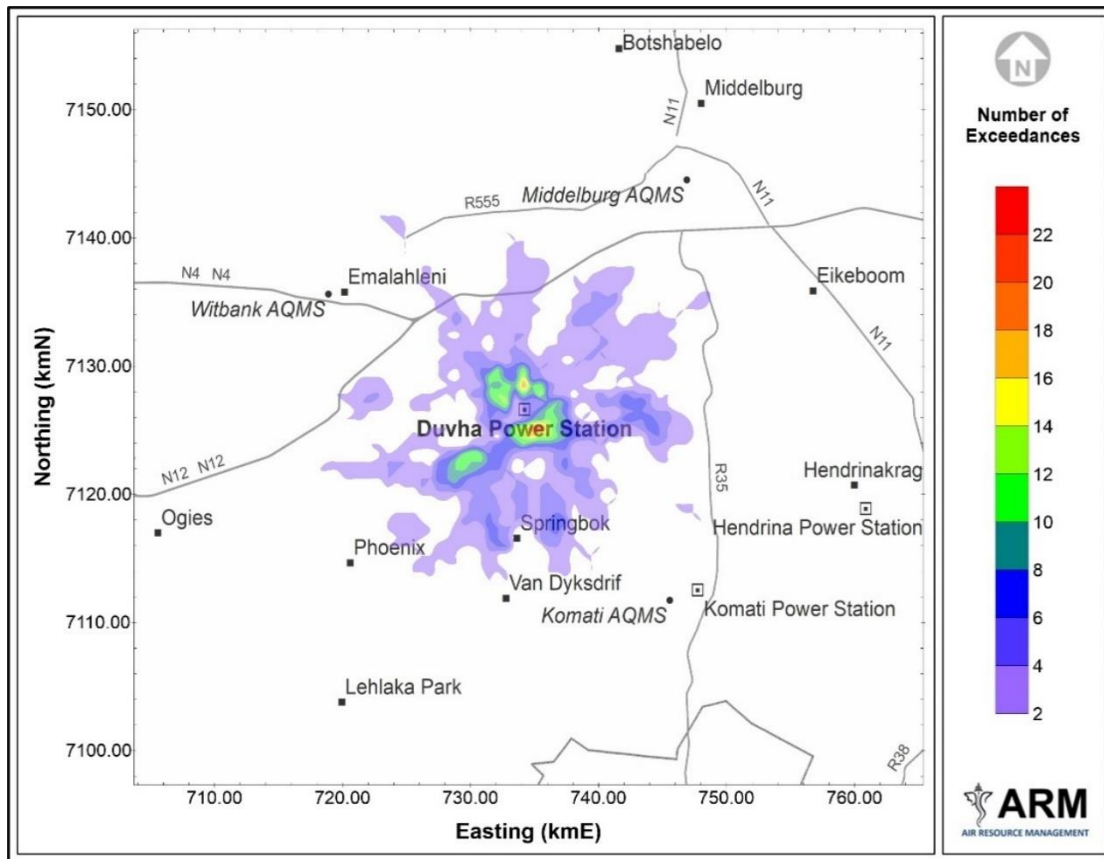 Botshabelo
7150.00
Middelburg
N11
Middelburg AQMS
R555
N11
7140.00
N4 N4
Emalahleni
Eikeboom
Witbank AQMS
N11
7130.00
Duvha Power Station
N12 N12
R35
Hendrinakrag
7120.00
Ogies
Springbok
Hendrina Power Station
Phoenix
Van Dyksdrif
Komati AQMS
Komati Power Station
7110.00
Lehlaka Park
7100.00
R38
710.00
720.00
730.00
740.00
750.00
760.00
Northing (kmN)
Easting (kmE)
N
Number of
Exceedances
22
20
18
16
14
12
10
8
6
4
2
ARM
AIR RESOURCE MANAGEMENT